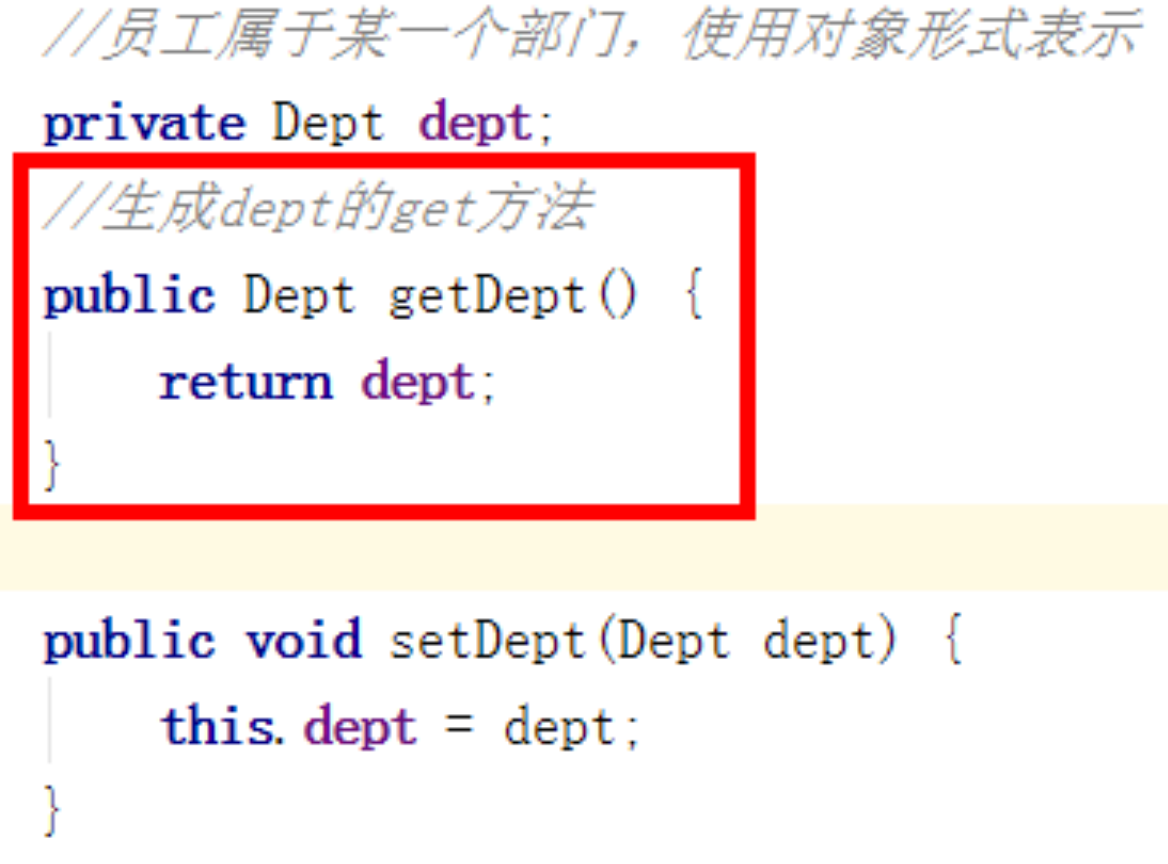 //员工属于某一个部门，使用对象形式表示
private Dept dept;
//生成dept的get方法
public Dept getDept() {
return dept;
}
public void setDept(Dept dept) {
this.dept = dept;
}